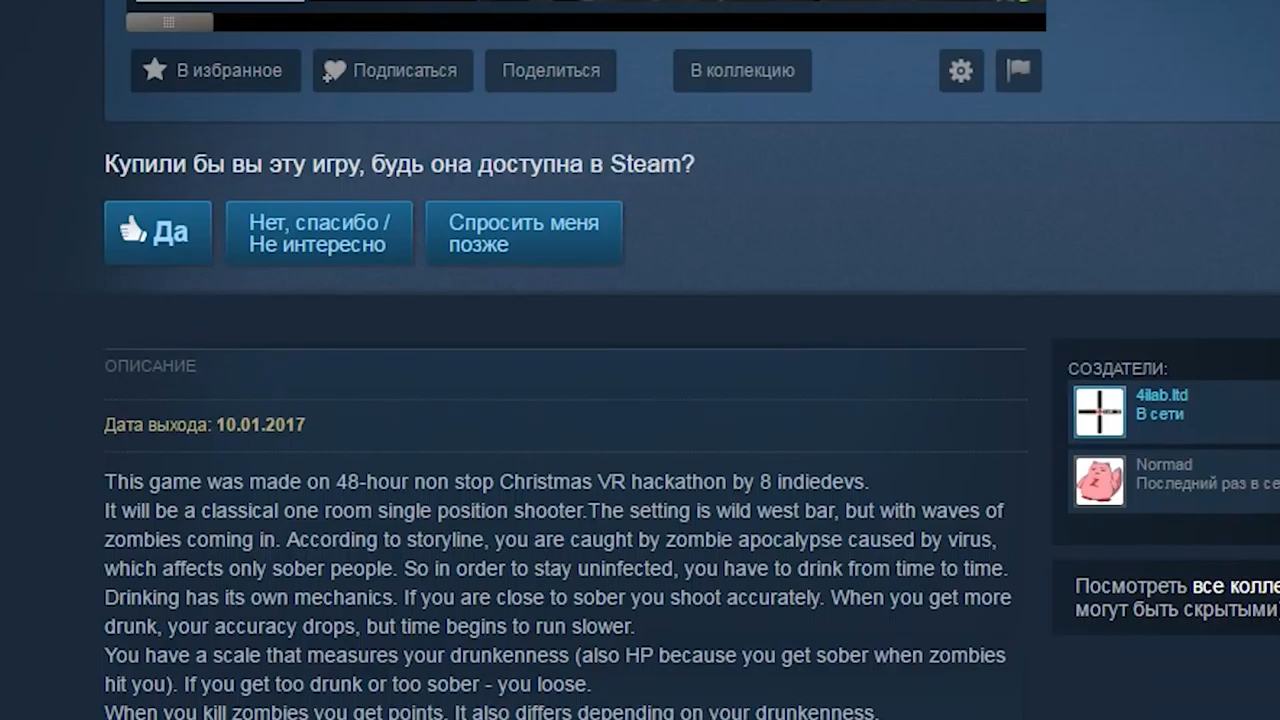 В избранное
Подписаться
Поделиться
В коллекцию
Купили бы вы эту игру, будь она доступна в Steam?
Да
Нет, спасибо /
Не интересно
Спросить меня
позже
ОПИСАНИЕ
Дата выхода: 10.01.2017
This game was made on 48-hour non stop Christmas VR hackathon by 8 indiedevs.
It will be a classical one room single position shooter.The setting is wild west bar, but with waves of
zombies coming in. According to storyline, you are caught by zombie apocalypse caused by virus,
which affects only sober people. So in order to stay uninfected, you have to drink from time to time.
Drinking has its own mechanics. If you are close to sober you shoot accurately. When you get more
drunk, your accuracy drops, but time begins to run slower.
You have a scale that measures your drunkenness (also HP because you get sober when zombies
hit you). If you get too drunk or too sober - you loose.
When you kill zombies you get points. It also differs depending on your drunkenness.
СОЗДАТЕЛИ:
4ilab.ltd
В сети
Normad
Последний раз в се
Посмотреть все колле
могут быть скрытыми